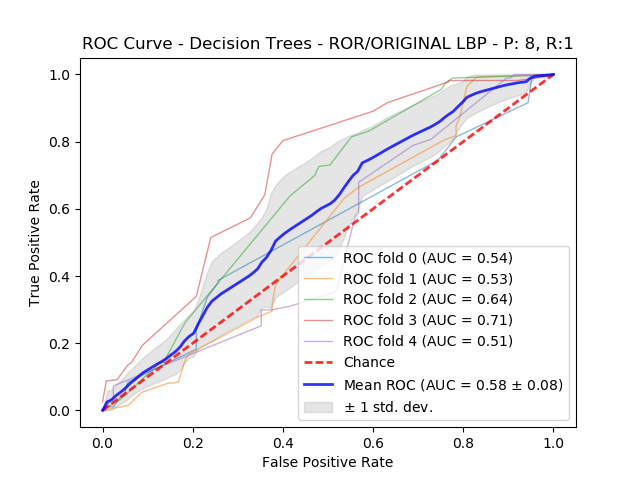 ROC Curve - Decision Trees - ROR/ORIGINAL LBP - P: 8, R:1
True Positive Rate
1.0
0.8
0.6
0.4
0.2
0.0
ROC fold 0 (AUC = 0.54)
ROC fold 1 (AUC = 0.53)
ROC fold 2 (AUC = 0.64)
ROC fold 3 (AUC = 0.71)
ROC fold 4 (AUC = 0.51)
Chance
Mean ROC (AUC = 0.58 ± 0.08)
± 1 std. dev.
0.0 0.2 0.4 0.6 0.8 1.0
False Positive Rate